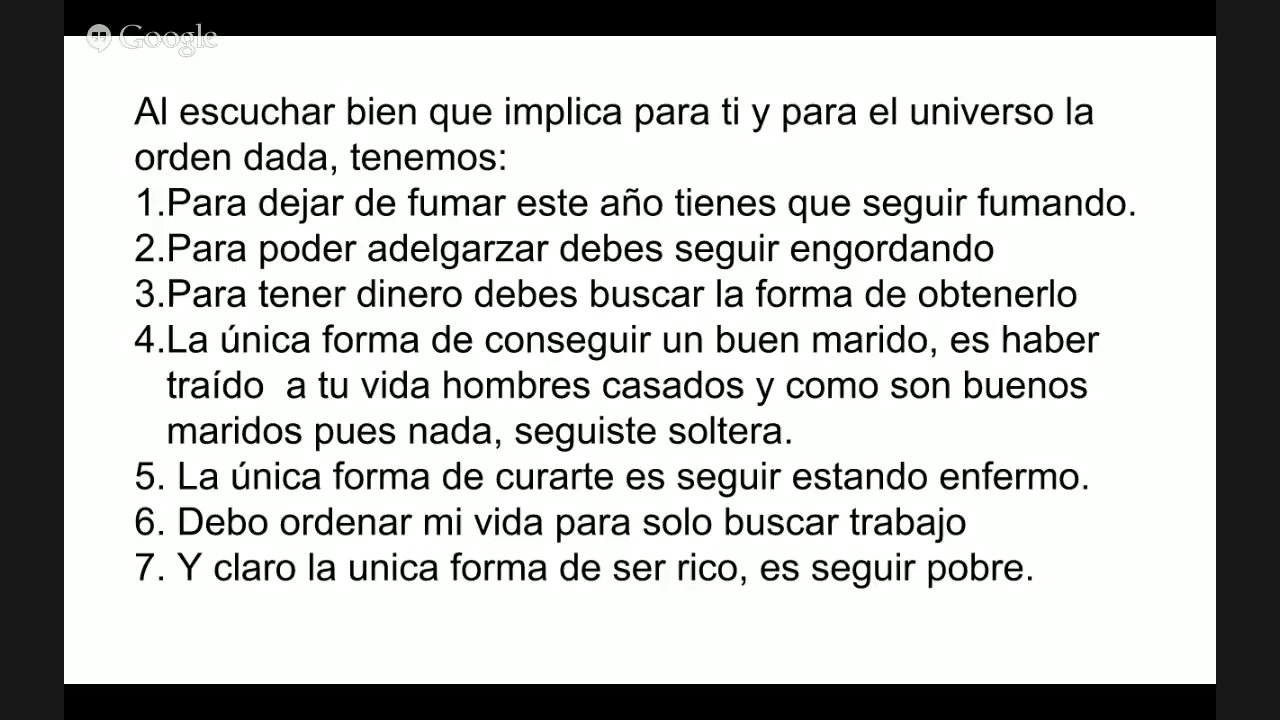 Google
Al escuchar bien que implica para ti y para el universo la
orden dada, tenemos:
1.Para dejar de fumar este año tienes que seguir fumando.
2.Para poder adelgarzar debes seguir engordando
3.Para tener dinero debes buscar la forma de obtenerlo
4.La única forma de conseguir un buen marido, es haber
traído a tu vida hombres casados y como son buenos
maridos pues nada, seguiste soltera.
5. La única forma de curarte es seguir estando enfermo.
6. Debo ordenar mi vida para solo buscar trabajo
7. Y claro la unica forma de ser rico, es seguir pobre.